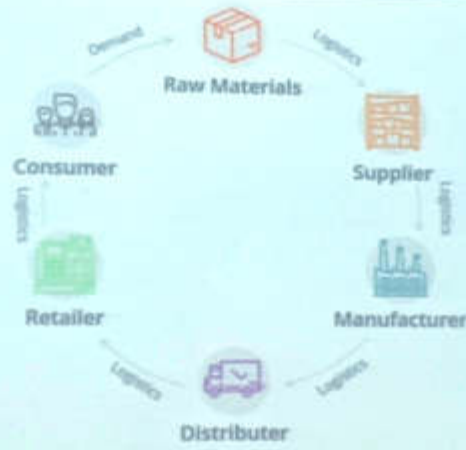 Demand
Raw Materials
Logistics
Supplier
Logistics
Manufacturer
Logistics
Distributer
Logistics
Retailer
Logistics
Consumer